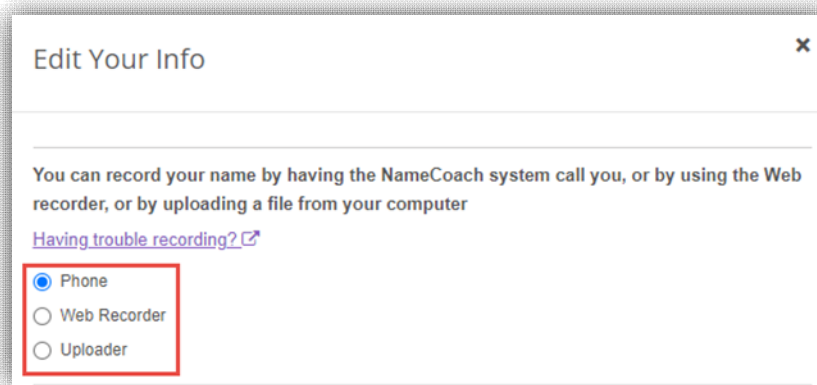 Edit Your Info
You can record your name by having the NameCoach system call you, or by using the Web
recorder, or by uploading a file from your computer
Having trouble recording?
Phone
Web Recorder
Uploader